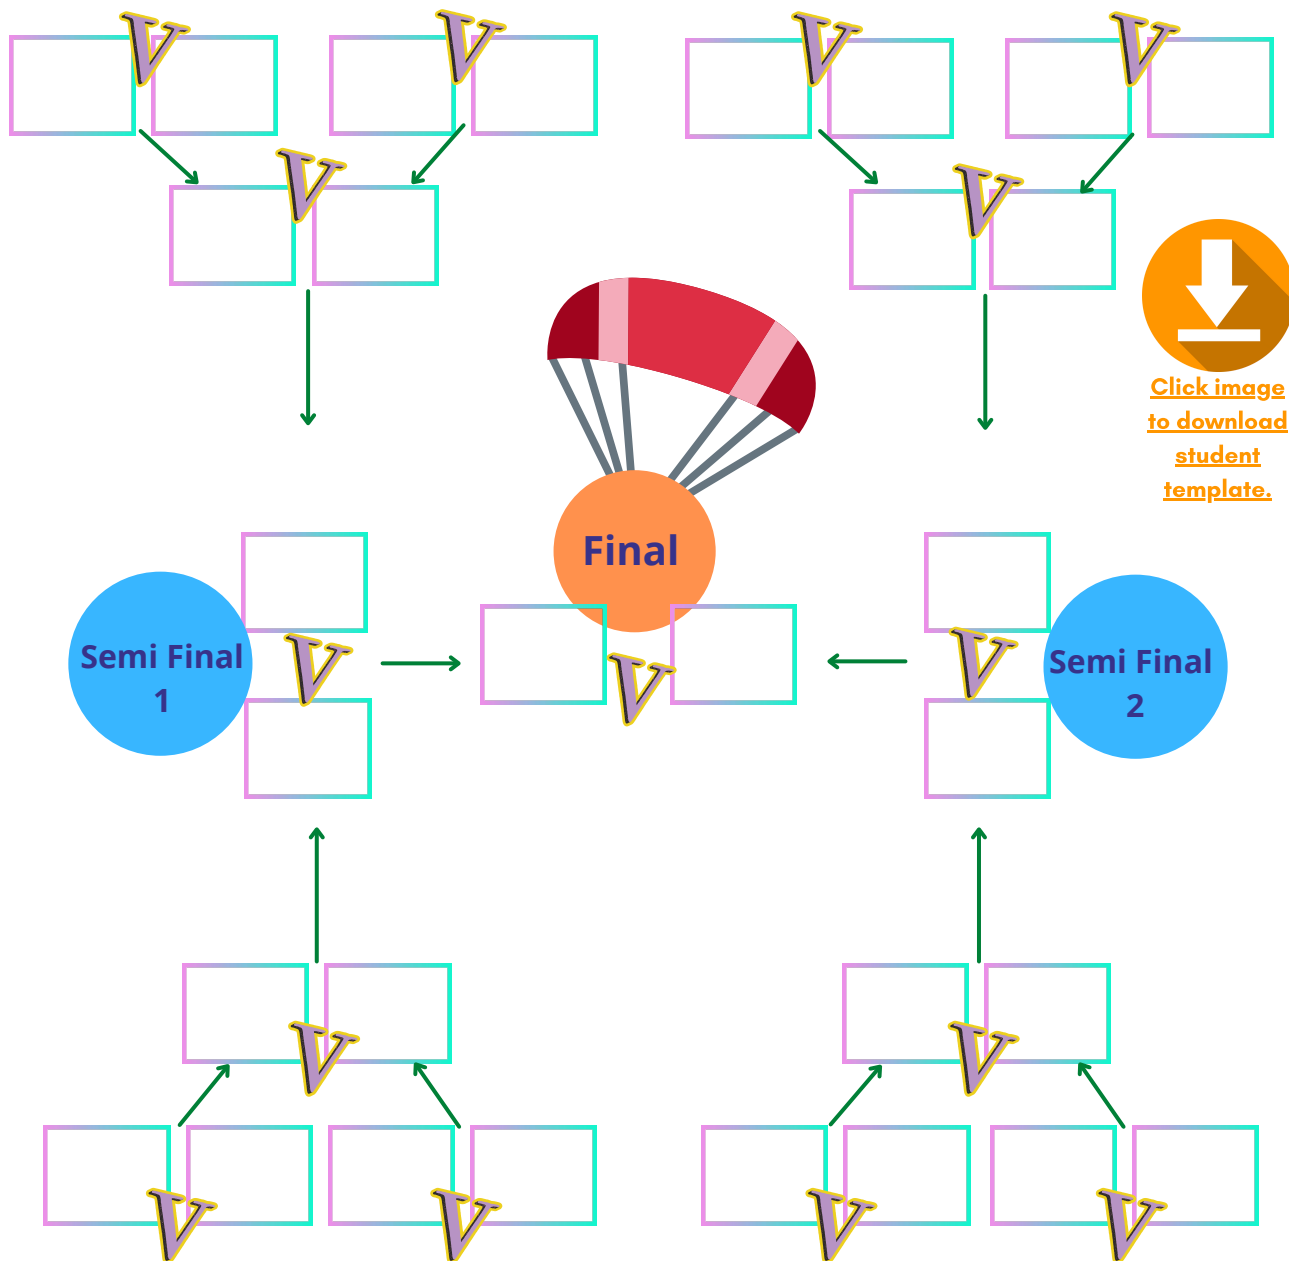 V
V
V
V
V
V
Click image
to download
student
template.
Final
Semi Final
1
V
V
V
Semi Final
2
V
V
V
V
V
V